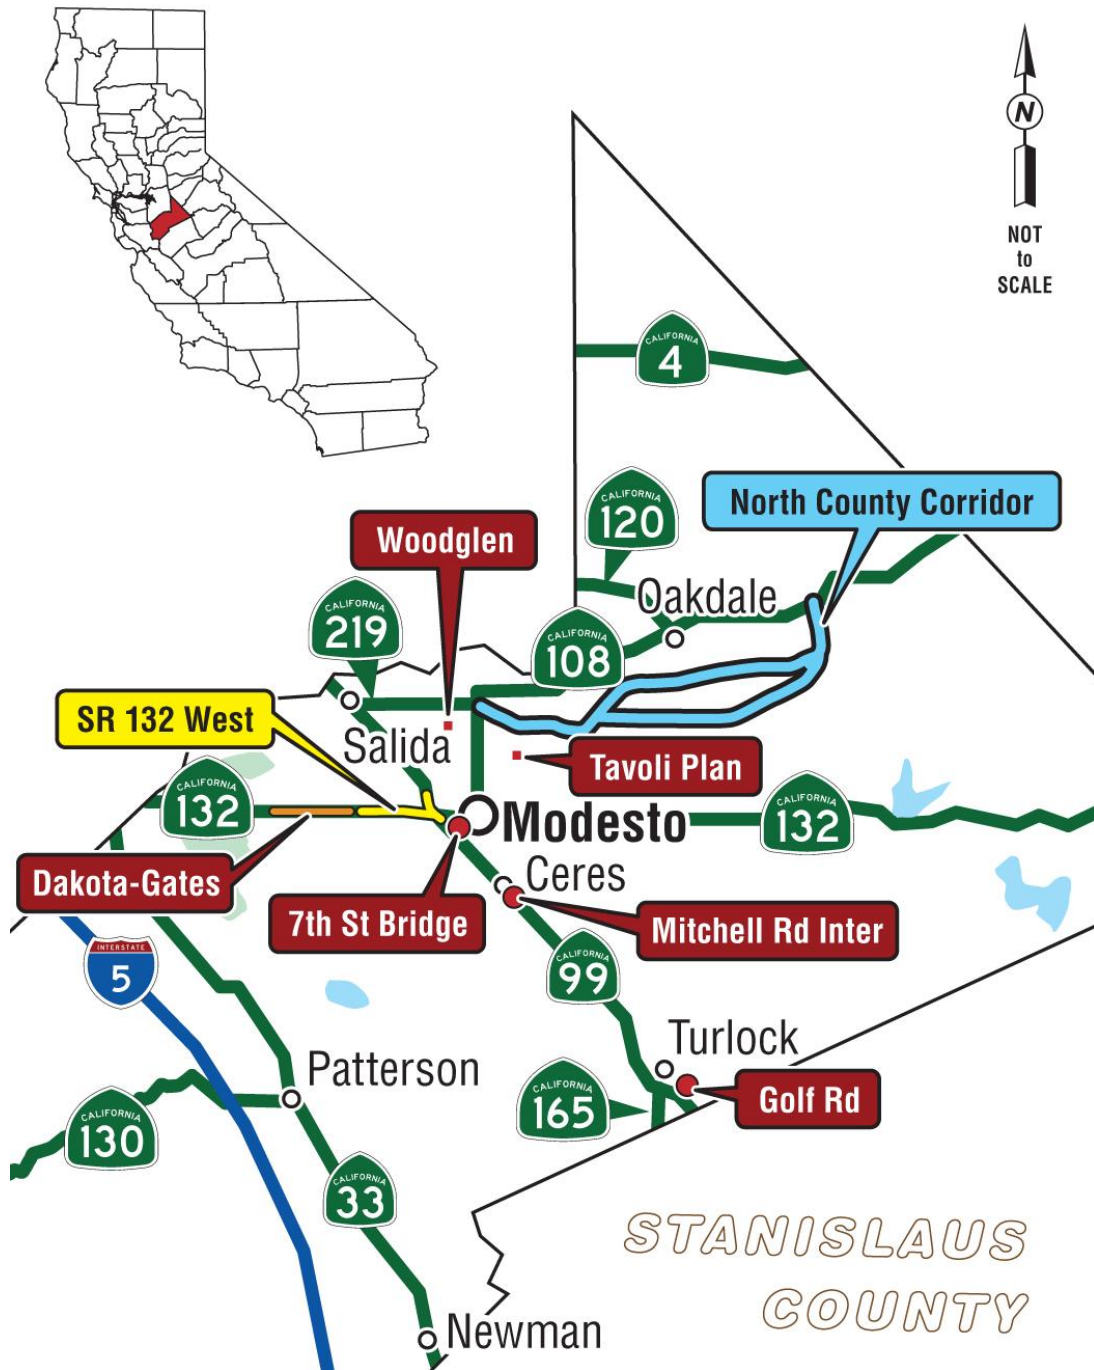 N
NOT
to
SCALE
CALIFORNIA
4
North County Corridor
CALIFORNIA
120
Woodglen
Oakdale
CALIFORNIA
219
CALIFORNIA
108
SR 132 West
Salida
Tavoli Plan
CALIFORNIA
132
Modesto
CALIFORNIA
132
Ceres
Dakota-Gates
7th St Bridge
Mitchell Rd Inter
INTERSTATE
5
CALIFORNIA
99
Turlock
Patterson
CALIFORNIA
165
Golf Rd
CALIFORNIA
130
CALIFORNIA
33
STANISLAUS
COUNTY
Newman